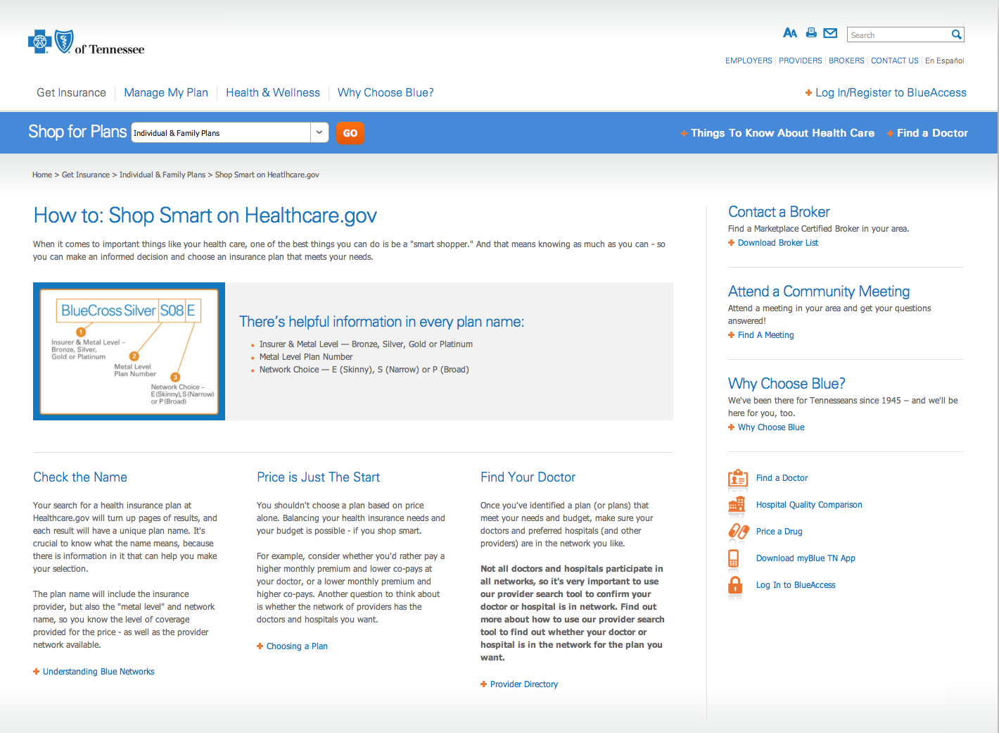 of Tennessee
AA
Search
EMPLOYERS | PROVIDERS | BROKERS | CONTACT US | En Español
Get Insurance
Manage My Plan
Health & Wellness
Why Choose Blue?
Log In/Register to BlueAccess
Shop for Plans
Individual & Family Plans
GO
Things To Know About Health Care
Find a Doctor
Home > Get Insurance > Individual & Family Plans > Shop Smart on Heatlhcare.gov
How to: Shop Smart on Healthcare.gov
When it comes to important things like your health care, one of the best things you can do is be a "smart shopper." And that means knowing as much as you can - so
you can make an informed decision and choose an insurance plan that meets your needs.
BlueCross Silver S08 E
1
Insurer & Metal Level –
Bronze, Silver,
Gold or Platinum
2
Metal Level
Plan Number
3
Network Choice –
E (Skinny), S (Narrow)
or P (Broad)
There's helpful information in every plan name:
Insurer & Metal Level — Bronze, Silver, Gold or Platinum
Metal Level Plan Number
Network Choice — E (Skinny), S (Narrow) or P (Broad)
Check the Name
Your search for a health insurance plan at
Healthcare.gov will turn up pages of results, and
each result will have a unique plan name. It's
crucial to know what the name means, because
there is information in it that can help you make
your selection.
The plan name will include the insurance
provider, but also the "metal level" and network
name, so you know the level of coverage
provided for the price - as well as the provider
network available.
Understanding Blue Networks
Price is Just The Start
You shouldn't choose a plan based on price
alone. Balancing your health insurance needs and
your budget is possible - if you shop smart.
For example, consider whether you'd rather pay a
higher monthly premium and lower co-pays at
your doctor, or a lower monthly premium and
higher co-pays. Another question to think about
is whether the network of providers has the
doctors and hospitals you want.
Choosing a Plan
Find Your Doctor
Once you've identified a plan (or plans) that
meet your needs and budget, make sure your
doctors and preferred hospitals (and other
providers) are in the network you like.
Not all doctors and hospitals participate in
all networks, so it's very important to use
our provider search tool to confirm your
doctor or hospital is in network. Find out
more about how to use our provider search
tool to find out whether your doctor or
hospital is in the network for the plan you
want.
Provider Directory
Contact a Broker
Find a Marketplace Certified Broker in your area.
Download Broker List
Attend a Community Meeting
Attend a meeting in your area and get your questions
answered!
Find A Meeting
Why Choose Blue?
We've been there for Tennesseans since 1945 – and we'll be
here for you, too.
Why Choose Blue
Find a Doctor
Hospital Quality Comparison
Price a Drug
Download myBlue TN App
Log In to BlueAccess